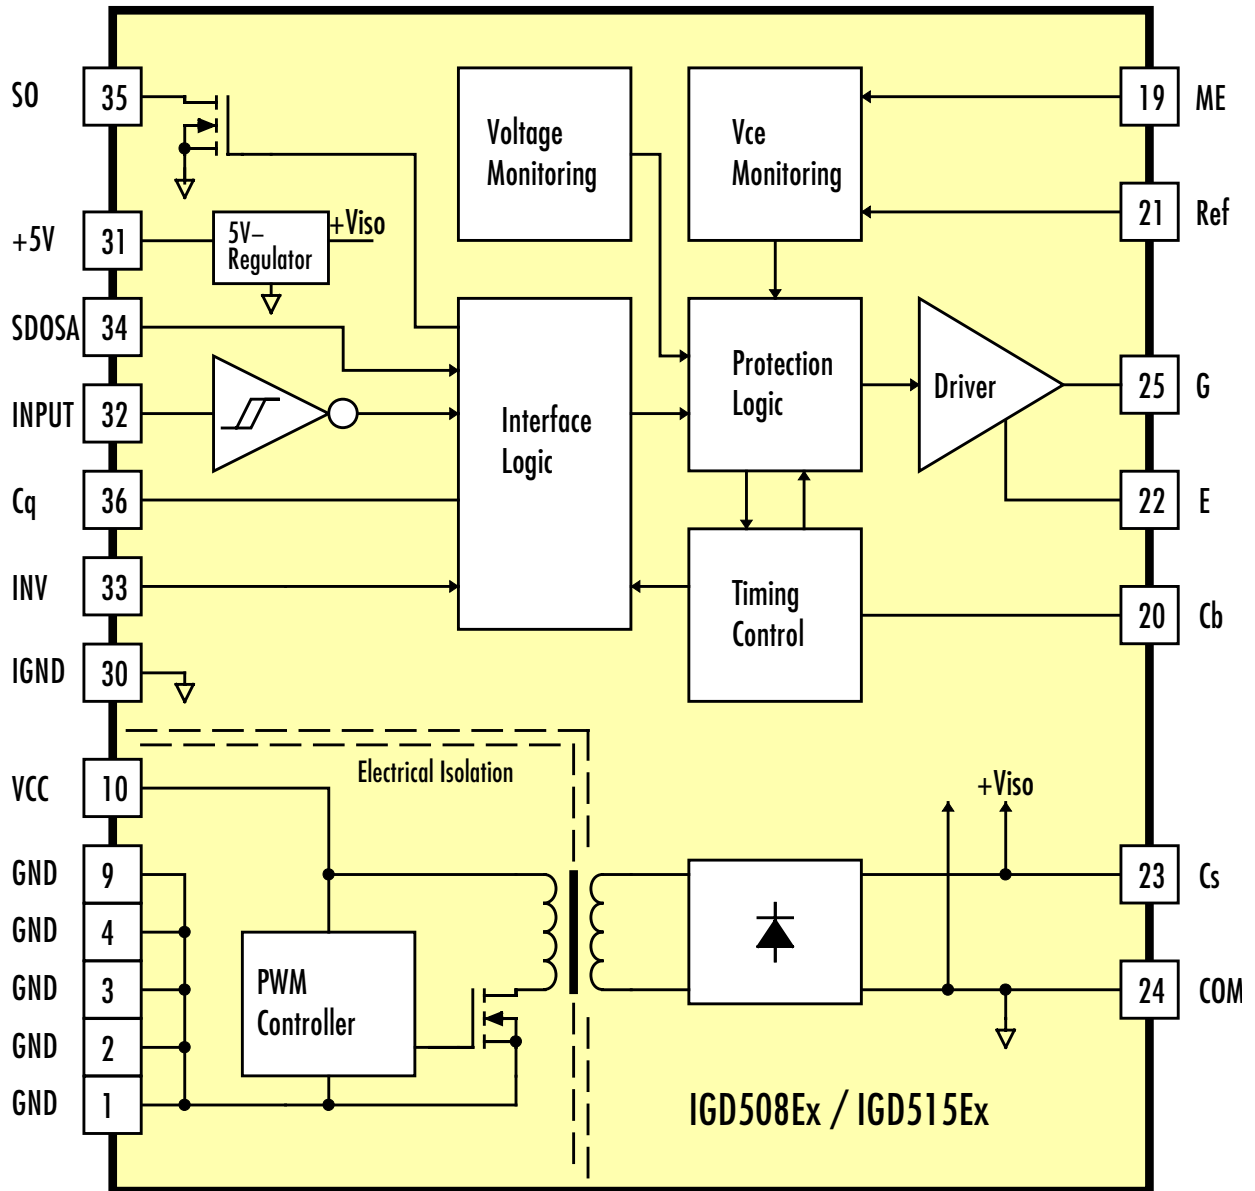 SO
35
Voltage
Monitoring
Vce
Monitoring
19
ME
+5V
31
5V–
Regulator
+Viso
21
Ref
SDOSA
34
INPUT
32
Interface
Logic
Protection
Logic
Driver
25
G
Cq
36
22
E
INV
33
Timing
Control
20
Cb
IGND
30
Electrical Isolation
VCC
10
+Viso
GND
9
23
Cs
GND
4
GND
3
PWM
Controller
24
COM
GND
2
GND
1
IGD508Ex / IGD515Ex